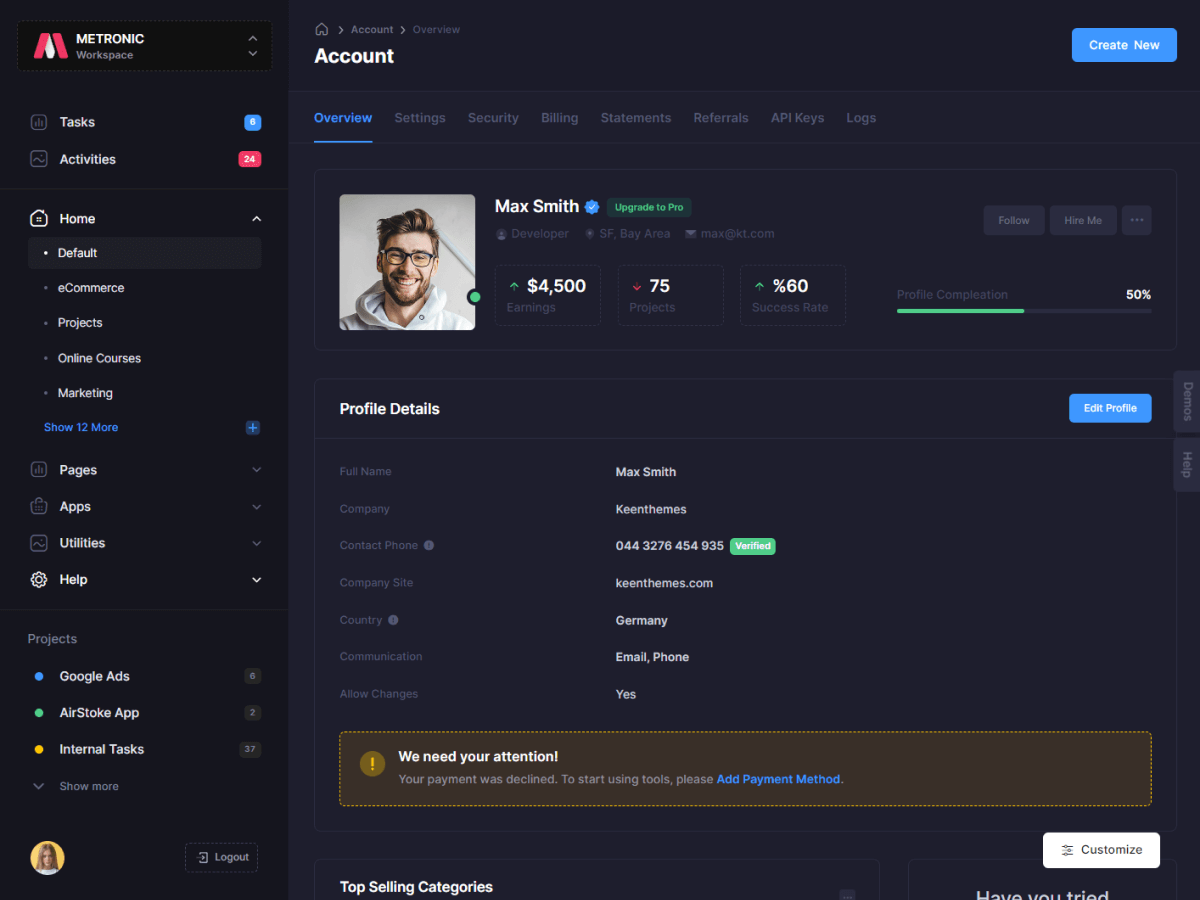 METRONIC
Workspace
Tasks 6
Activities 24
Home
Default
eCommerce
Projects
Online Courses
Marketing
Show 12 More
Pages
Apps
Utilities
Help
Projects
Google Ads 6
AirStoke App 2
Internal Tasks 37
Show more
Logout
Account Overview
Account
Create New
Overview Settings Security Billing Statements Referrals API Keys Logs
Max Smith Upgrade to Pro
Developer SF, Bay Area max@kt.com
Follow Hire Me
$4,500 75 %60
Earnings Projects Success Rate
Profile Compleation 50%
Profile Details Edit Profile
Full Name Max Smith
Company Keenthemes
Contact Phone 044 3276 454 935 Verified
Company Site keenthemes.com
Country Germany
Communication Email, Phone
Allow Changes Yes
We need your attention!
Your payment was declined. To start using tools, please Add Payment Method.
Demos
Help
Customize
Top Selling Categories
Have you tried